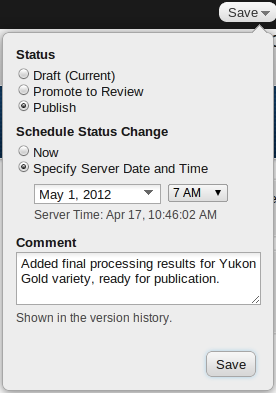 Save
Status
Draft (Current)
Promote to Review
Publish
Schedule Status Change
Now
Specify Server Date and Time
May 1, 2012 7 AM
Server Time: Apr 17, 10:46:02 AM
Comment
Added final processing results for Yukon
Gold variety, ready for publication.
Shown in the version history.
Save